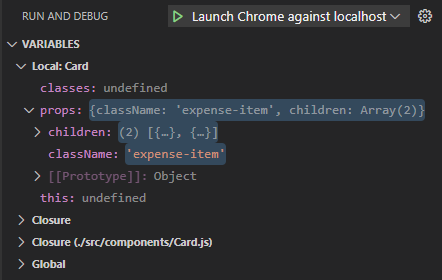 RUN AND DEBUG Launch Chrome against localhost
VARIABLES
Local: Card
classes: undefined
props: {className: 'expense-item', children: Array(2)}
children: (2) [{…}, {…}]
className: 'expense-item'
[[Prototype]]: Object
this: undefined
Closure
Closure (./src/components/Card.js)
Global